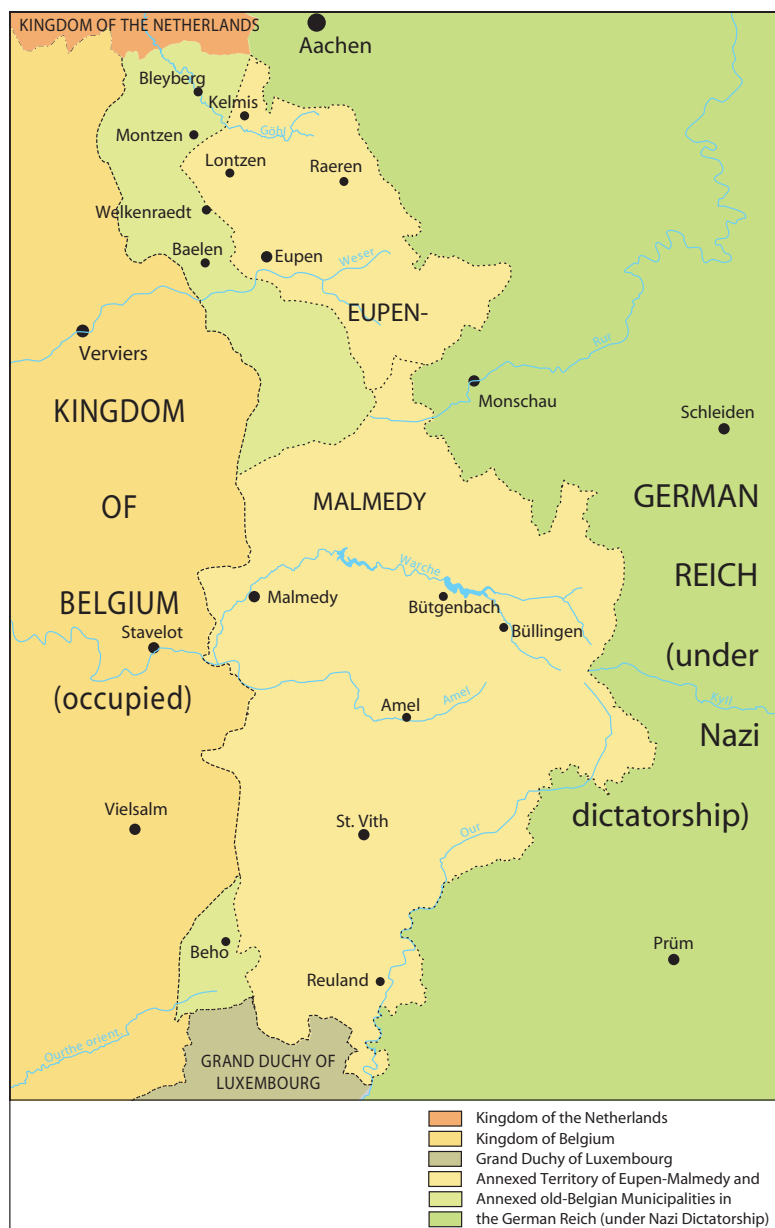 KINGDOM OF THE NETHERLANDS
Aachen
Bleyberg
Kelmis
Montzen
Göhl
Lontzen
Raeren
Welkenraedt
Baelen
Eupen
Weser
EUPEN-
Verviers
Rur
Monschau
KINGDOM
Schleiden
MALMEDY
GERMAN
OF
Warche
REICH
BELGIUM
Malmedy
Bütgenbach
Büllingen
Stavelot
(under
(occupied)
Amel
Amel
Kyll
Nazi
Vielsalm
St. Vith
Our
dictatorship)
Beho
Prüm
Reuland
Ourthe orient.
GRAND DUCHY OF
LUXEMBOURG
Kingdom of the Netherlands
Kingdom of Belgium
Grand Duchy of Luxembourg
Annexed Territory of Eupen-Malmedy and
Annexed old-Belgian Municipalities in
the German Reich (under Nazi Dictatorship)